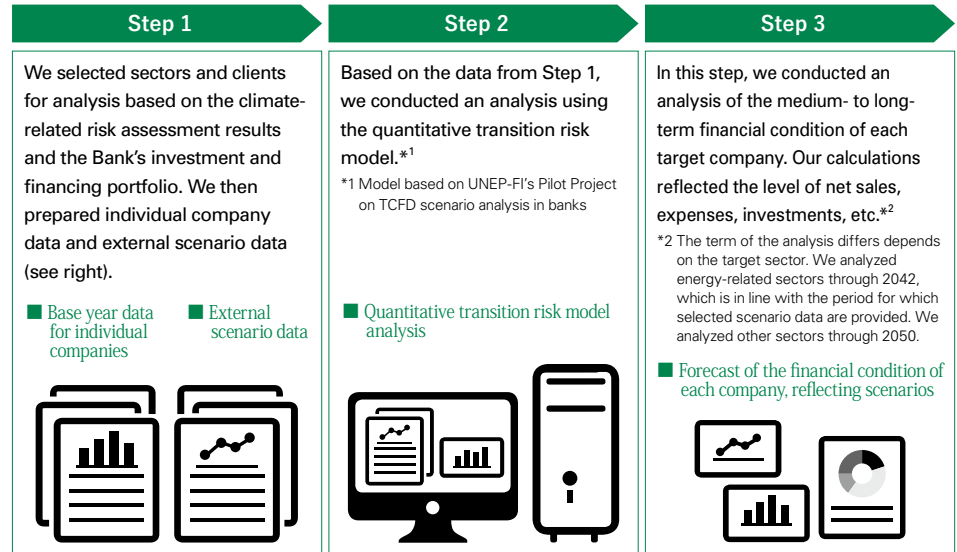 Step 1
We selected sectors and clients
for analysis based on the climate-
related risk assessment results
and the Bank's investment and
financing portfolio. We then
prepared individual company
data and external scenario data
(see right).
■ Base year data
for individual
companies
■ External
scenario data
Step 2
Based on the data from Step 1,
we conducted an analysis using
the quantitative transition risk
model.*1
*1 Model based on UNEP-FI's Pilot Project
on TCFD scenario analysis in banks
■ Quantitative transition risk model
analysis
Step 3
In this step, we conducted an
analysis of the medium- to long-
term financial condition of each
target company. Our calculations
reflected the level of net sales,
expenses, investments, etc.*2
*2 The term of the analysis differs depends
on the target sector. We analyzed
energy-related sectors through 2042,
which is in line with the period for which
selected scenario data are provided. We
analyzed other sectors through 2050.
■ Forecast of the financial condition of
each company, reflecting scenarios